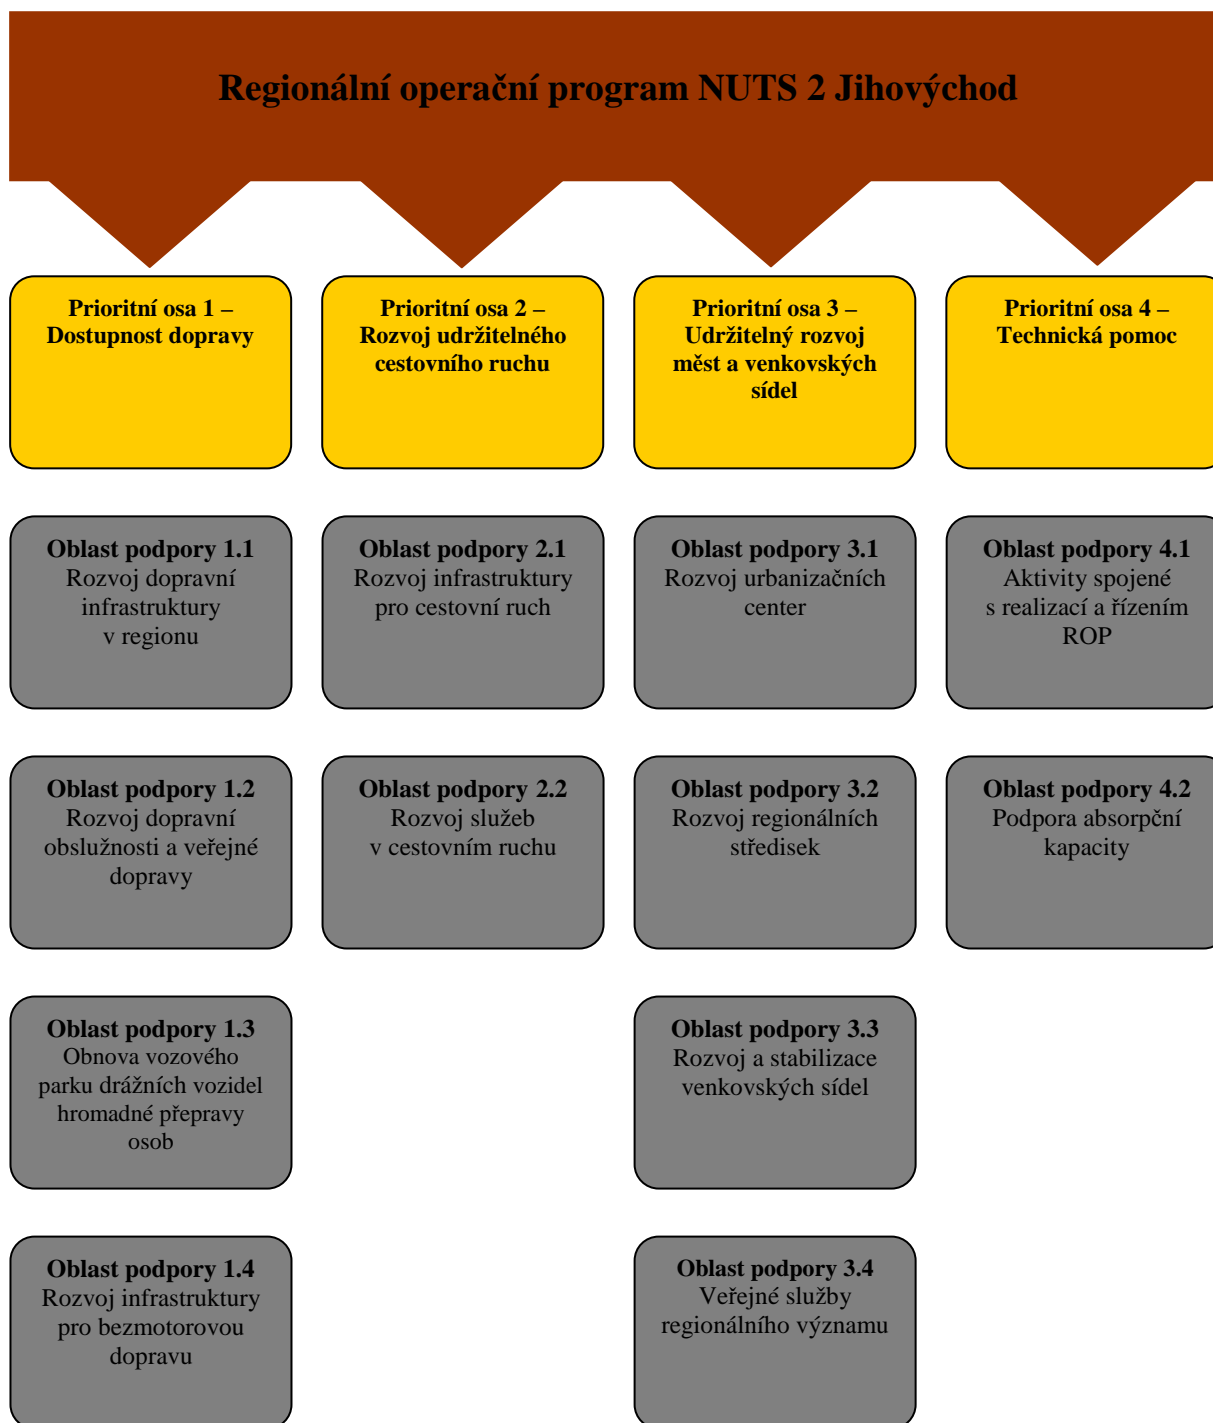 Regionální operační program NUTS 2 Jihovýchod
Prioritní osa 1 –
Dostupnost dopravy
Prioritní osa 2 –
Rozvoj udržitelného
cestovního ruchu
Prioritní osa 3 –
Udržitelný rozvoj
měst a venkovských
sídel
Prioritní osa 4 –
Technická pomoc
Oblast podpory 1.1
Rozvoj dopravní
infrastruktury
v regionu
Oblast podpory 2.1
Rozvoj infrastruktury
pro cestovní ruch
Oblast podpory 3.1
Rozvoj urbanizačních
center
Oblast podpory 4.1
Aktivity spojené
s realizací a řízením
ROP
Oblast podpory 1.2
Rozvoj dopravní
obslužnosti a veřejné
dopravy
Oblast podpory 2.2
Rozvoj služeb
v cestovním ruchu
Oblast podpory 3.2
Rozvoj regionálních
středisek
Oblast podpory 4.2
Podpora absorpční
kapacity
Oblast podpory 1.3
Obnova vozového
parku drážních vozidel
hromadné přepravy
osob
Oblast podpory 3.3
Rozvoj a stabilizace
venkovských sídel
Oblast podpory 1.4
Rozvoj infrastruktury
pro bezmotorovou
dopravu
Oblast podpory 3.4
Veřejné služby
regionálního významu